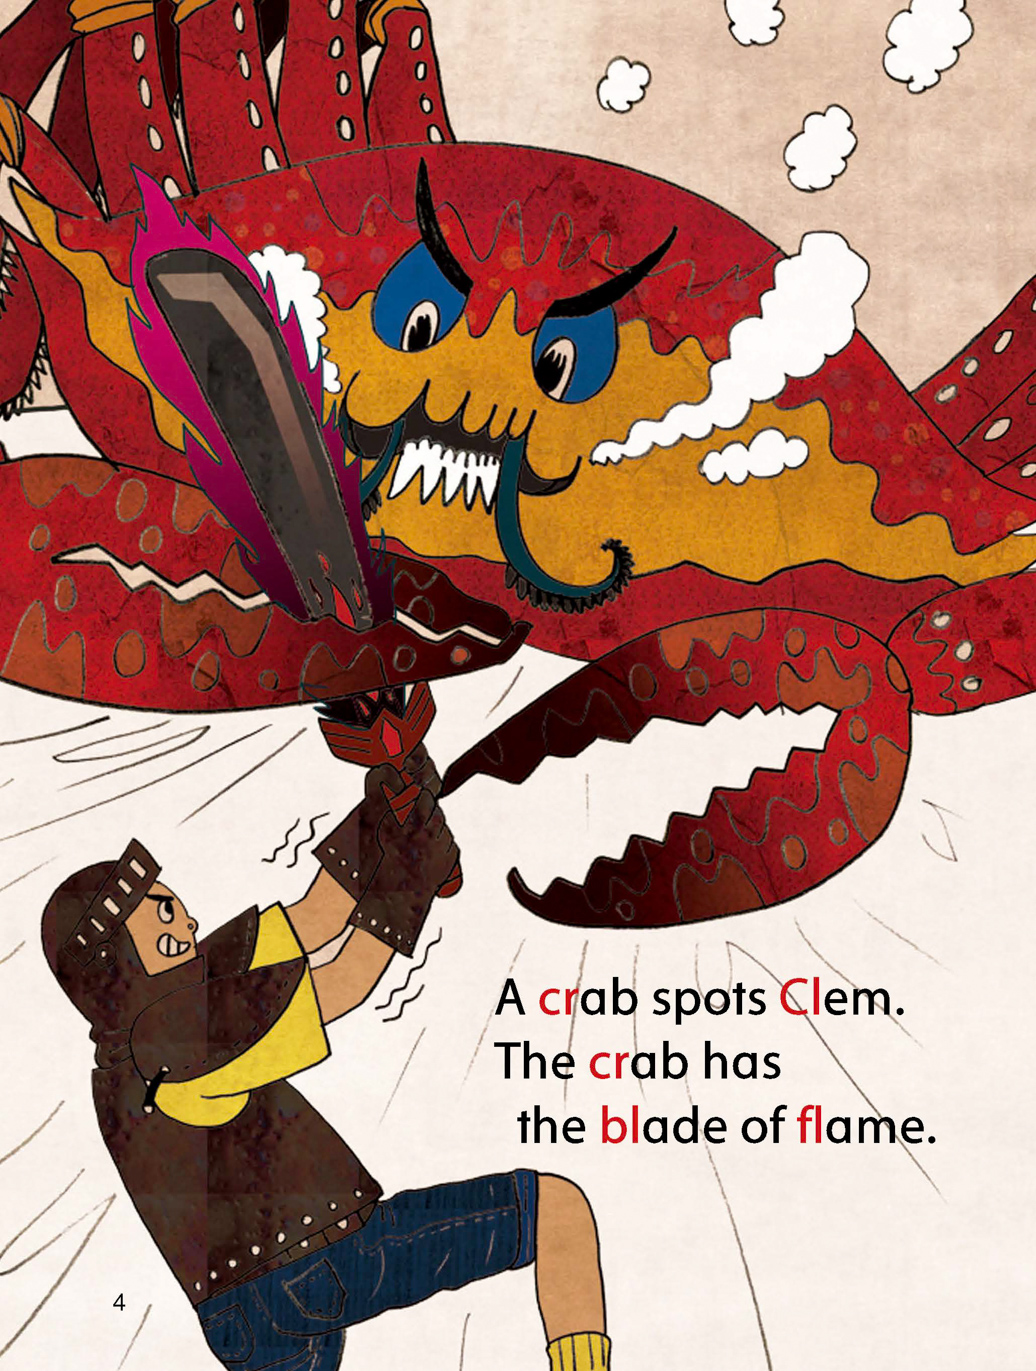 A crab spots Clem.
The crab has
the blade of flame.
4